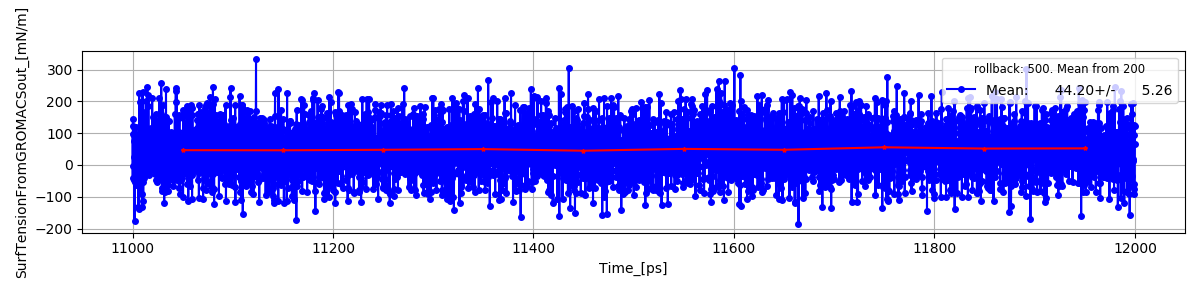 SurfTensionFromGROMACSout_[mN/m]
300
200
100
0
−100
−200
rollback: 500. Mean from 200
Mean: 44.20+/- 5.26
11000 11200 11400 11600 11800 12000
Time_[ps]